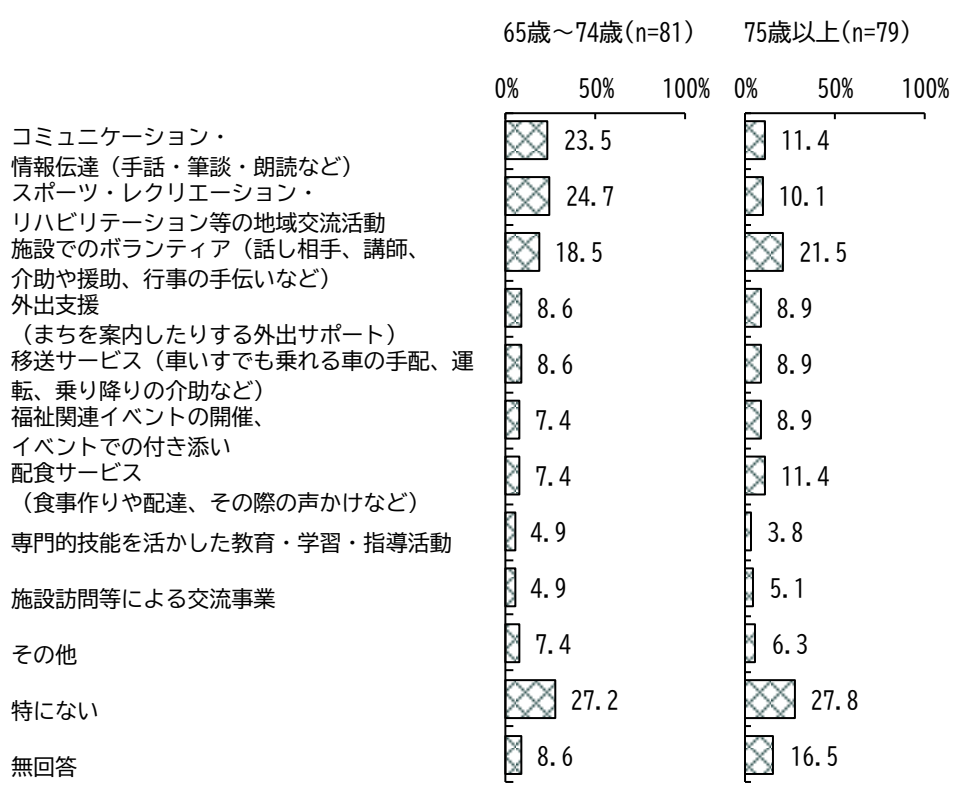 65歳～74歳(n=81) 75歳以上(n=79)
0% 50% 100% 0% 50% 100%
コミュニケーション・
情報伝達（手話・筆談・朗読など） 23.5 11.4
スポーツ・レクリエーション・
リハビリテーション等の地域交流活動 24.7 10.1
施設でのボランティア（話し相手、講師、
介助や援助、行事の手伝いなど） 18.5 21.5
外出支援
（まちを案内したりする外出サポート） 8.6 8.9
移送サービス（車いすでも乗れる車の手配、運
転、乗り降りの介助など） 8.6 8.9
福祉関連イベントの開催、
イベントでの付き添い 7.4 8.9
配食サービス
（食事作りや配達、その際の声かけなど） 7.4 11.4
専門的技能を活かした教育・学習・指導活動 4.9 3.8
施設訪問等による交流事業 4.9 5.1
その他 7.4 6.3
特にない 27.2 27.8
無回答 8.6 16.5